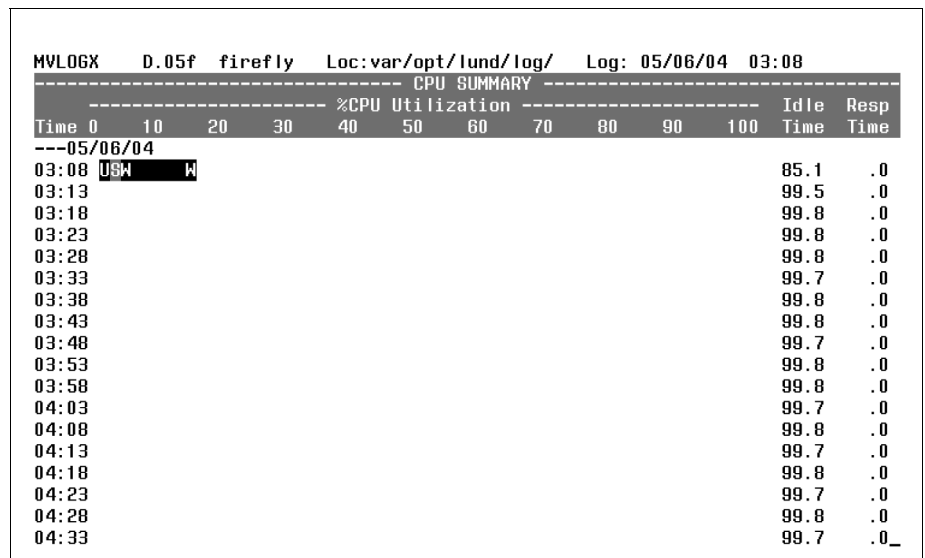 MVLOGX D.05f firefly Loc:var/opt/lund/log/ Log: 05/06/04 03:08
------------------------------------ CPU SUMMARY ------------------------------------
----------------------- %CPU Utilization ----------------------- Idle Resp
Time 0 10 20 30 40 50 60 70 80 90 100 Time Time
---05/06/04
03:08 USW W 85.1 .0
03:13 99.5 .0
03:18 99.8 .0
03:23 99.8 .0
03:28 99.8 .0
03:33 99.7 .0
03:38 99.8 .0
03:43 99.8 .0
03:48 99.7 .0
03:53 99.8 .0
03:58 99.8 .0
04:03 99.7 .0
04:08 99.8 .0
04:13 99.7 .0
04:18 99.8 .0
04:23 99.7 .0
04:28 99.8 .0
04:33 99.7 .0_